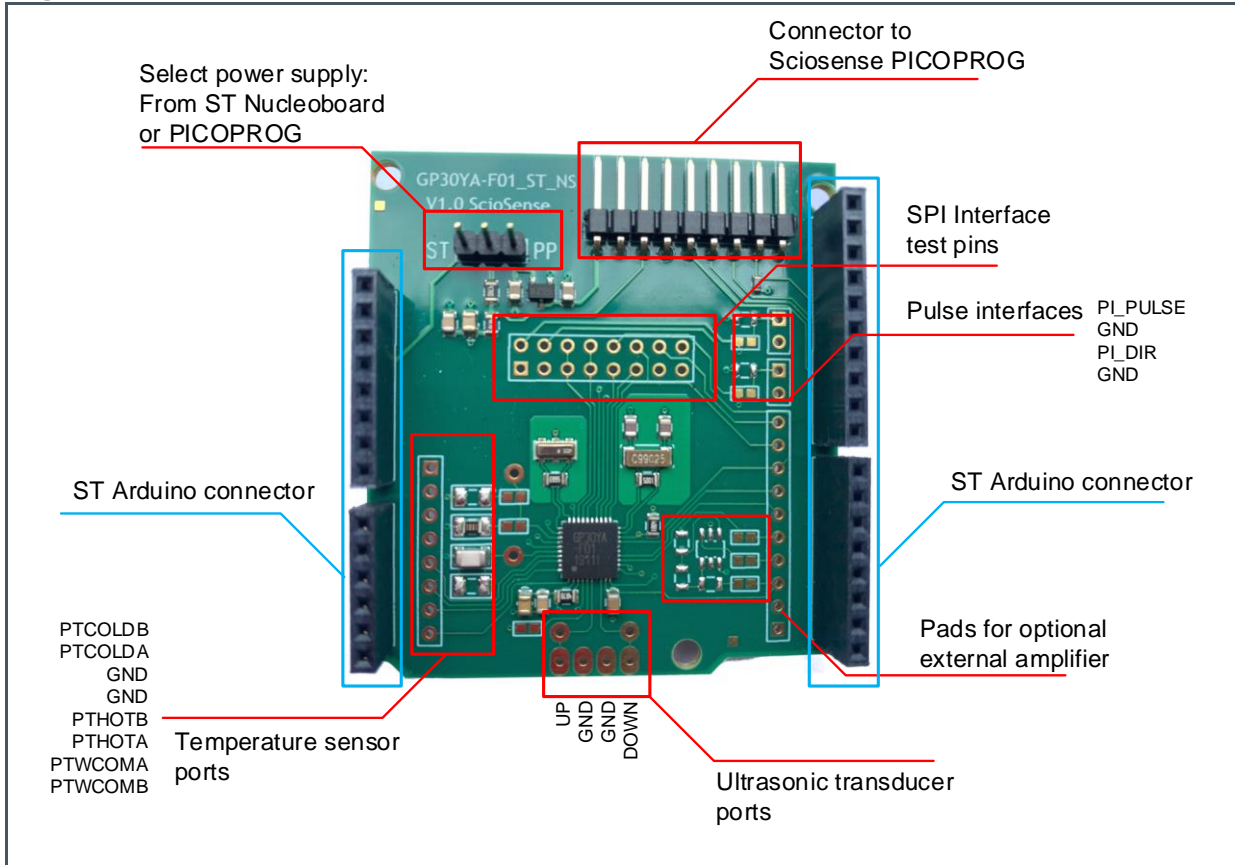 Connector to
Sciosense PICOPROG
Select power supply:
From ST Nucleoboard
or PICOPROG
GP30YA-F01_ST_NS
V1.0 ScioSense
ST
PP
SPI Interface
test pins
Pulse interfaces
PI_PULSE
GND
PI_DIR
GND
C99025
ST Arduino connector
ST Arduino connector
GP30YA
F01
PTCOLDB
PTCOLDA
GND
GND
PTHOTB
PTHOTA
PTWCOMA
PTWCOMB
Temperature sensor
ports
UP
GND
GND
DOWN
Pads for optional
external amplifier
Ultrasonic transducer
ports